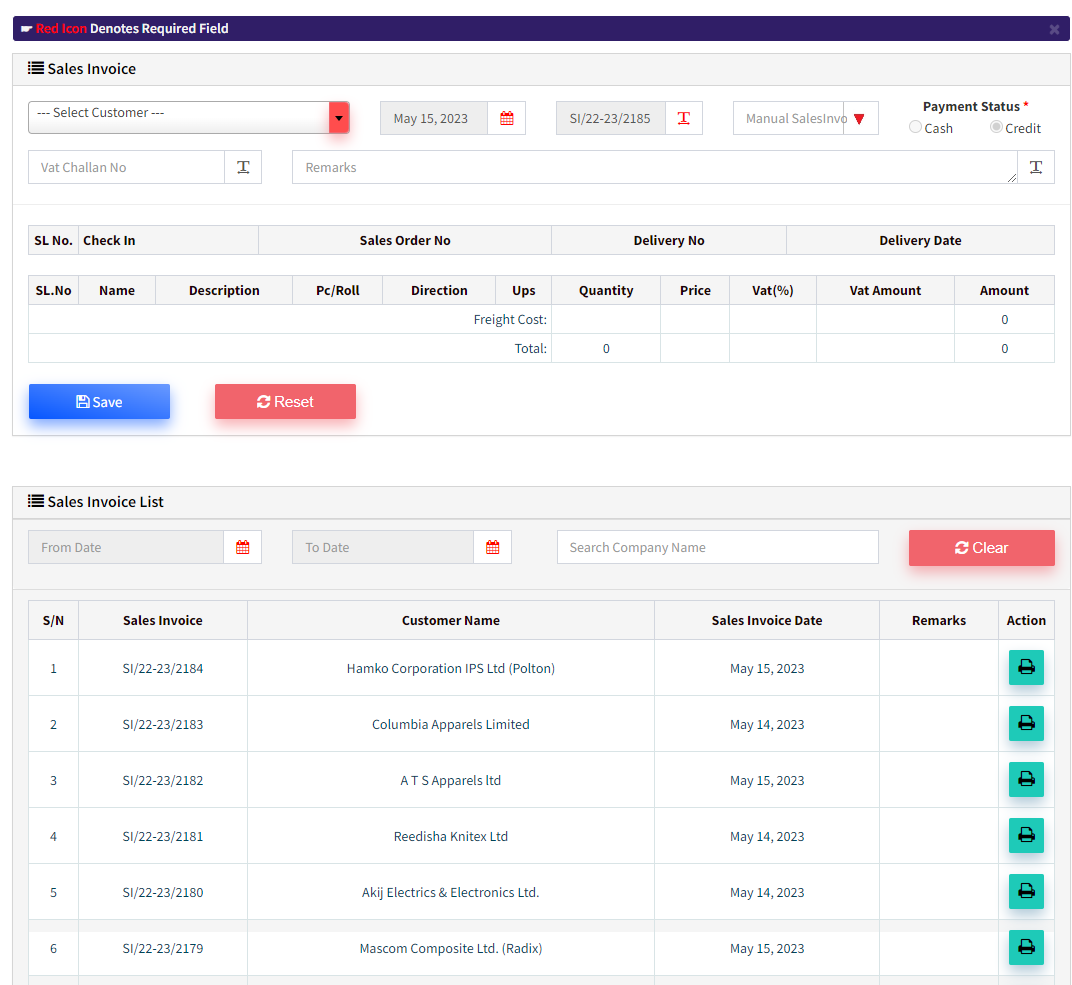 Red Icon Denotes Required Field ×
Sales Invoice
--- Select Customer ---
May 15, 2023
SI/22-23/2185
Manual SalesInvo
Payment Status *
Cash
Credit
Vat Challan No
Remarks
SL No. Check In Sales Order No Delivery No Delivery Date
SL.No Name Description Pc/Roll Direction Ups Quantity Price Vat(%) Vat Amount Amount
Freight Cost: 0
Total: 0 0
Save
Reset
Sales Invoice List
From Date
To Date
Search Company Name
Clear
S/N Sales Invoice Customer Name Sales Invoice Date Remarks Action
1 SI/22-23/2184 Hamko Corporation IPS Ltd (Polton) May 15, 2023
2 SI/22-23/2183 Columbia Apparels Limited May 14, 2023
3 SI/22-23/2182 A T S Apparels ltd May 15, 2023
4 SI/22-23/2181 Reedisha Knitex Ltd May 14, 2023
5 SI/22-23/2180 Akij Electrics & Electronics Ltd. May 14, 2023
6 SI/22-23/2179 Mascom Composite Ltd. (Radix) May 15, 2023